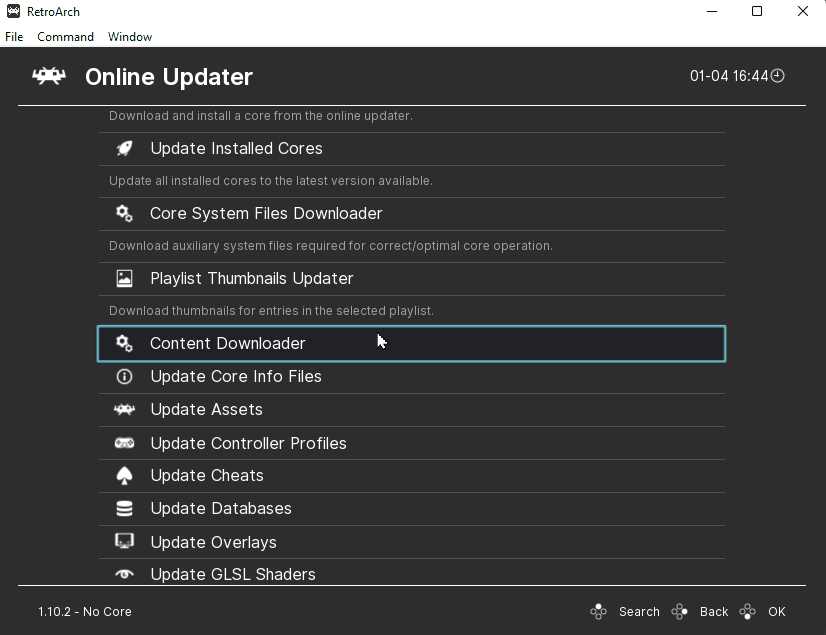 RetroArch
File Command Window
Online Updater 01-04 16:44
Download and install a core from the online updater.
Update Installed Cores
Update all installed cores to the latest version available.
Core System Files Downloader
Download auxiliary system files required for correct/optimal core operation.
Playlist Thumbnails Updater
Download thumbnails for entries in the selected playlist.
Content Downloader
Update Core Info Files
Update Assets
Update Controller Profiles
Update Cheats
Update Databases
Update Overlays
Update GLSL Shaders
1.10.2 - No Core Search Back OK